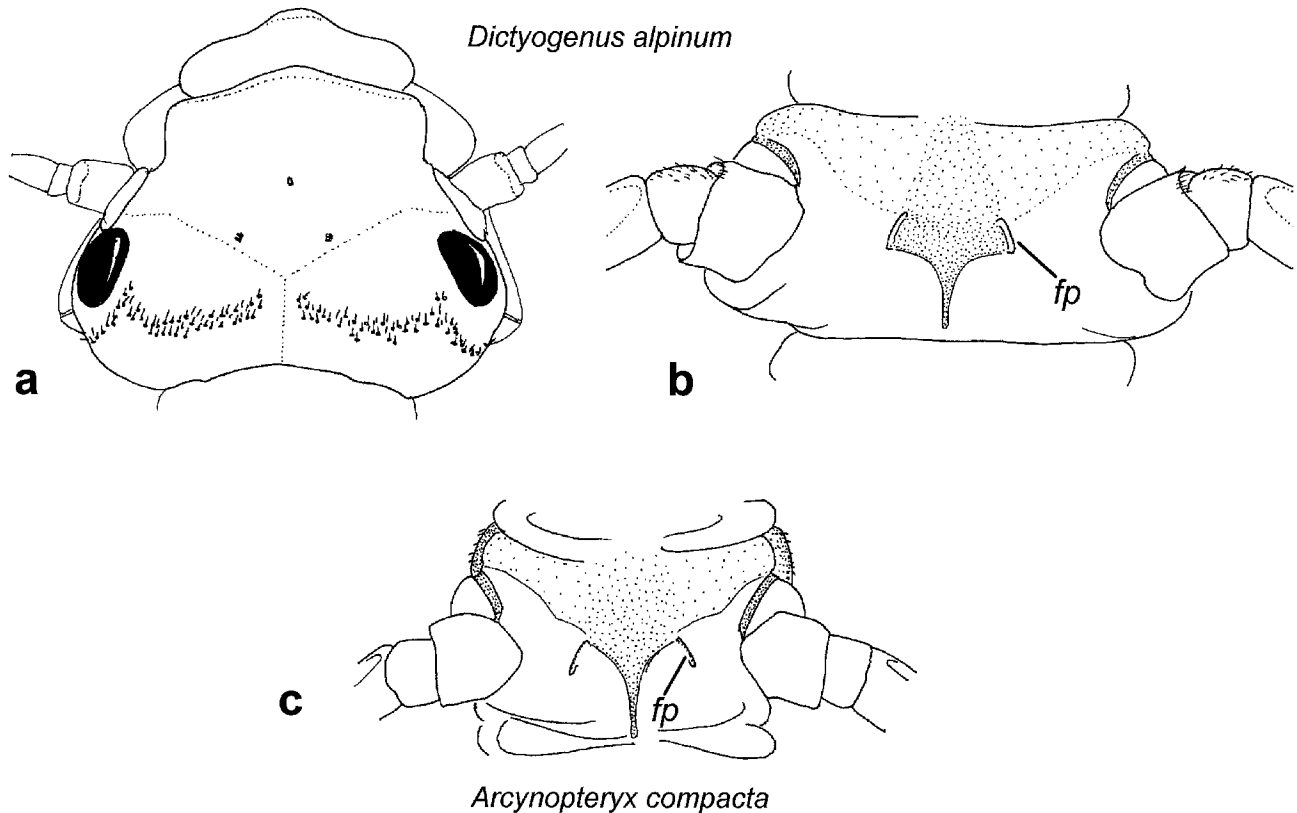 Dictyogenus alpinum
a
b
fp
c
fp
Arcynopteryx compacta